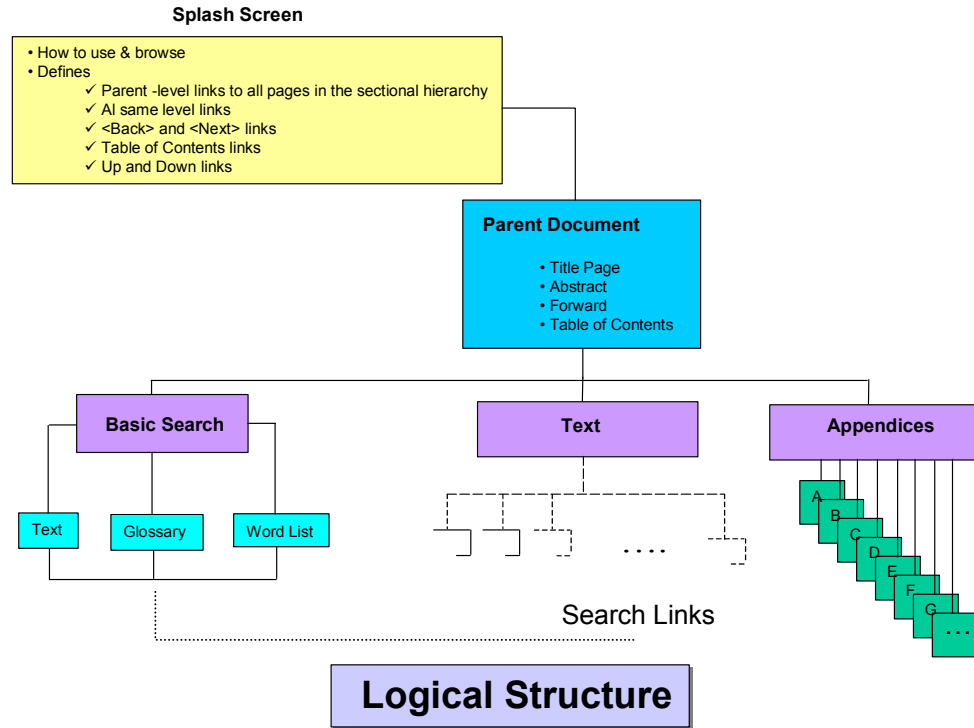 Splash Screen
• How to use & browse
• Defines
✓ Parent -level links to all pages in the sectional hierarchy
✓ Al same level links
✓ <Back> and <Next> links
✓ Table of Contents links
✓ Up and Down links
Parent Document
• Title Page
• Abstract
• Forward
• Table of Contents
Basic Search
Text
Appendices
Text
Glossary
Word List
A
B
C
D
E
F
G
. . .
. . . .
Search Links
Logical Structure